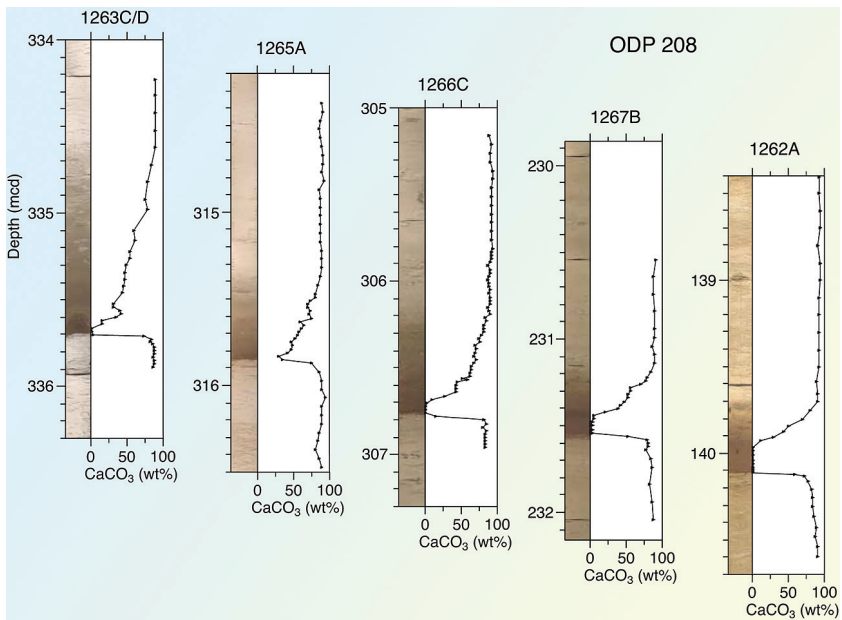 1263C/D
ODP 208
334
1265A
1266C
305
1267B
1262A
230
Depth (mcd)
335
315
306
139
231
336
316
307
140
0 50 100
CaCO3 (wt%)
0 50 100
CaCO3 (wt%)
232
0 50 100
CaCO3 (wt%)
0 50 100
CaCO3 (wt%)
0 50 100
CaCO3 (wt%)